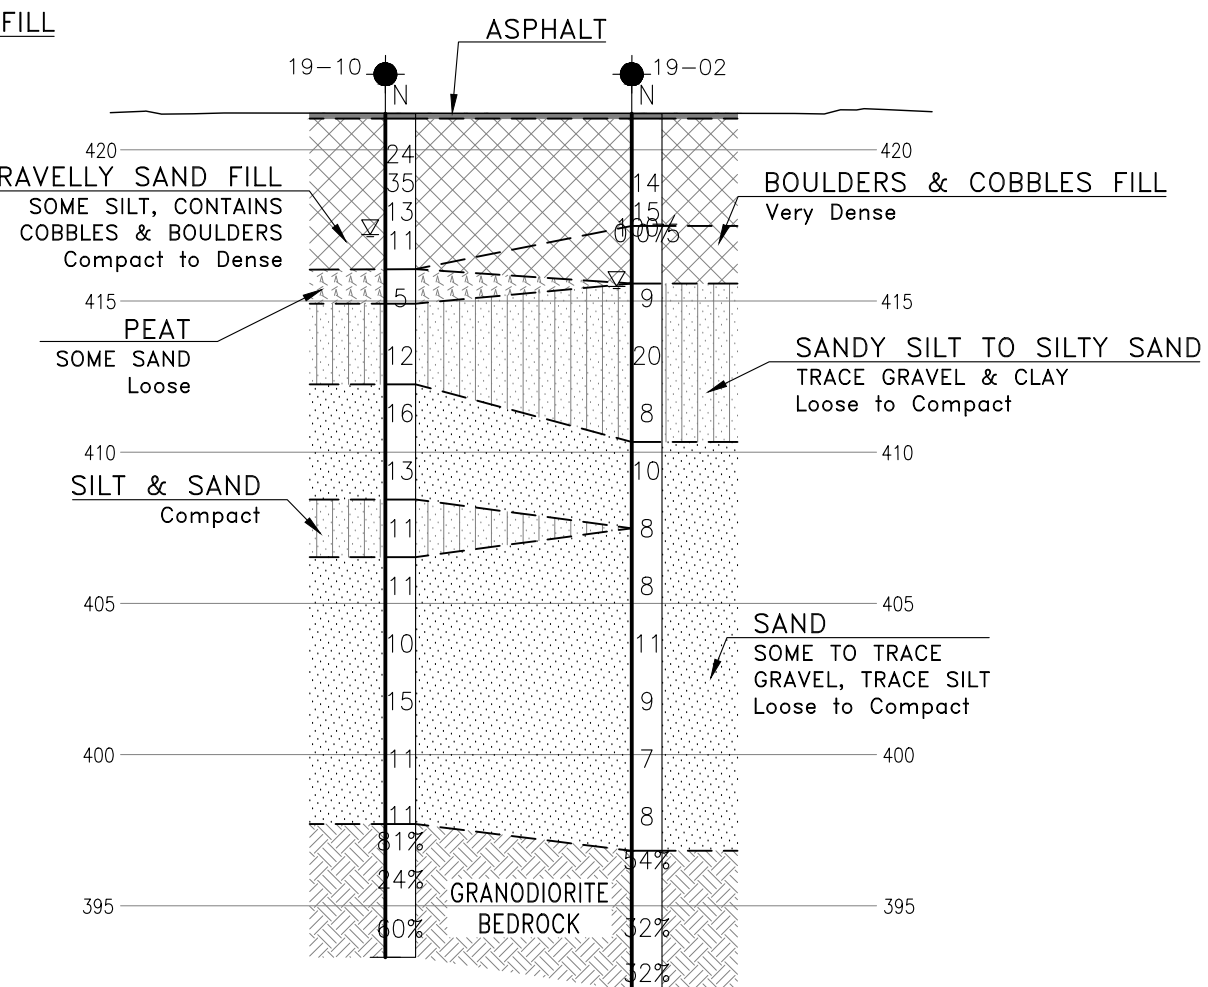 FILL
ASPHALT
19-10
19-02
N
N
420
420
24
35
14
RAVELLY SAND FILL
BOULDERS & COBBLES FILL
SOME SILT, CONTAINS
13
15
Very Dense
COBBLES & BOULDERS
11
Compact to Dense
415
5
9
415
PEAT
SOME SAND
Loose
12
20
SANDY SILT TO SILTY SAND
TRACE GRAVEL & CLAY
Loose to Compact
16
8
410
410
13
10
SILT & SAND
Compact
11
8
11
8
405
405
SAND
10
11
SOME TO TRACE
GRAVEL, TRACE SILT
Loose to Compact
15
9
400
11
7
400
11
8
81%
54%
24%
GRANODIORITE
BEDROCK
395
395
60%
32%
32%